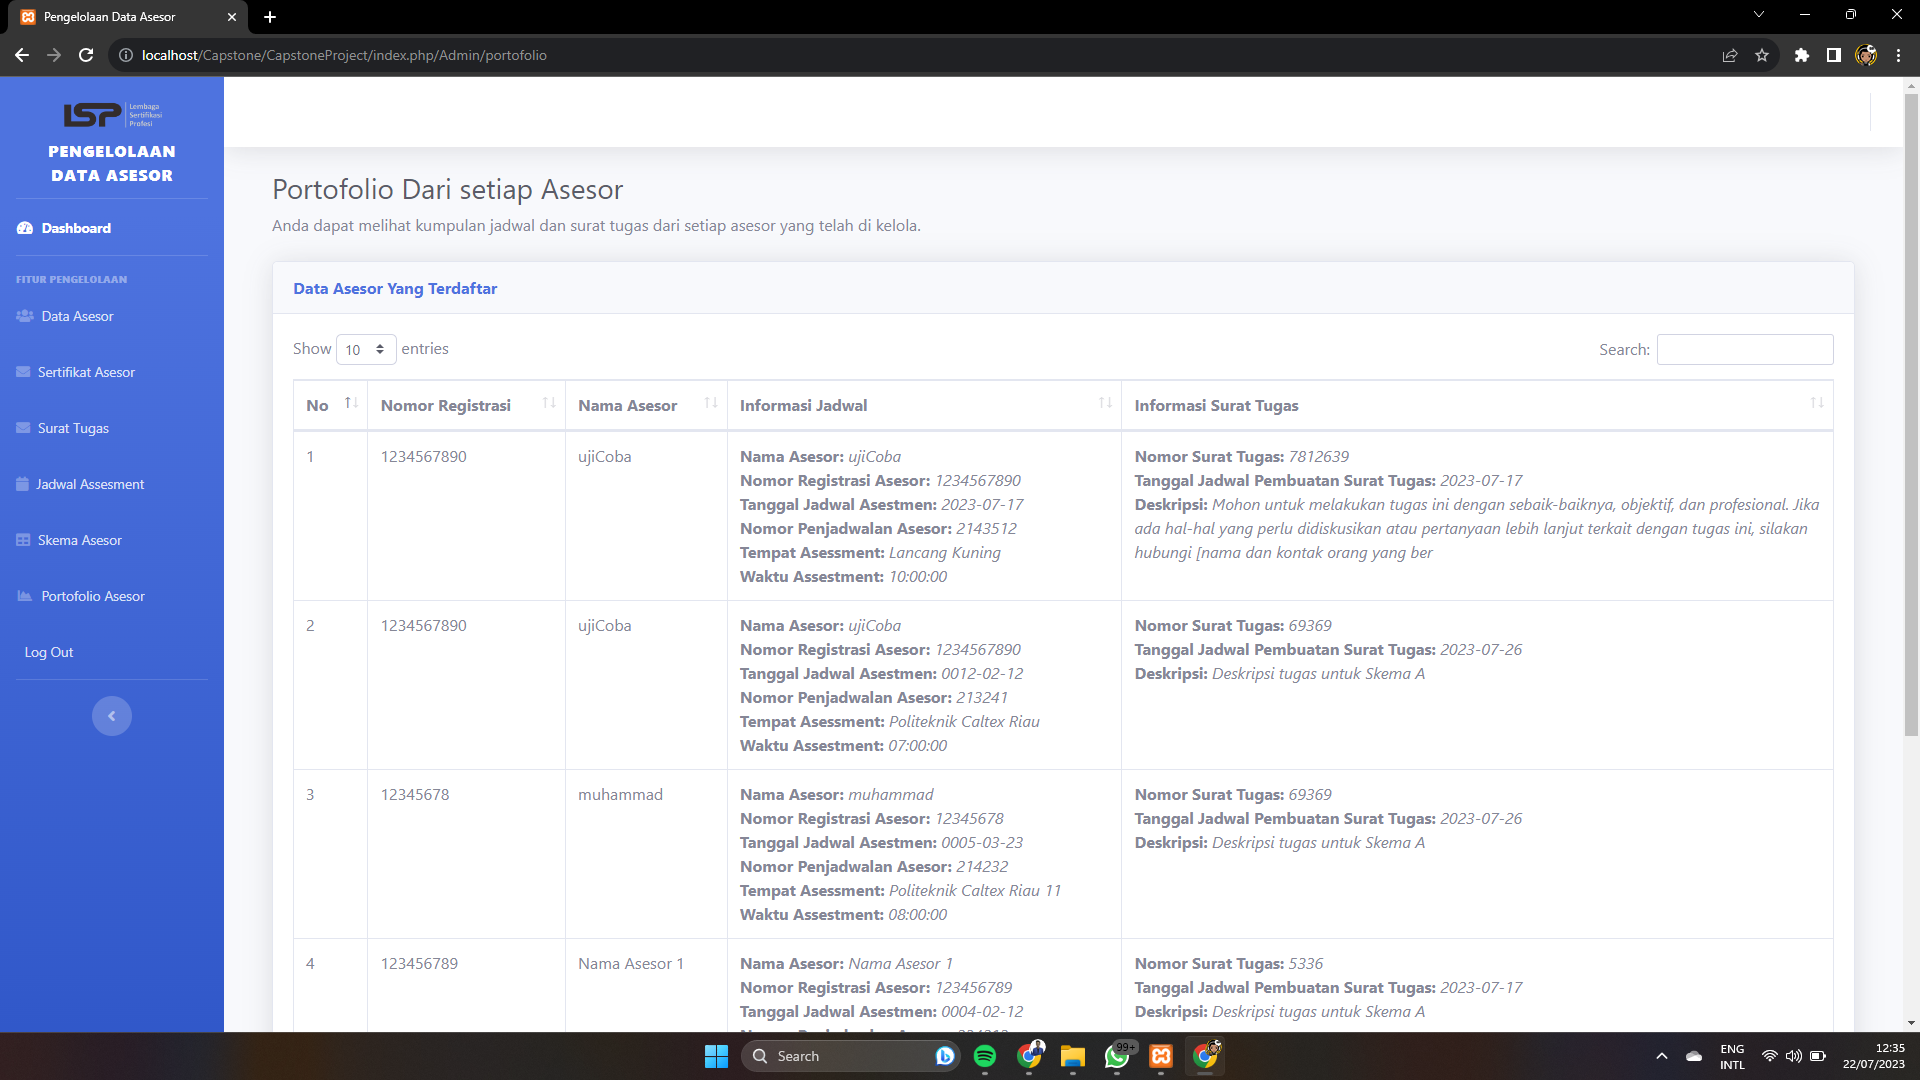 Pengelolaan Data Asesor
localhost/Capstone/CapstoneProject/index.php/Admin/portofolio
LSP Lembaga Sertifikasi Profesi
PENGELOLAAN
DATA ASESOR
Dashboard
FITUR PENGELOLAAN
Data Asesor
Sertifikat Asesor
Surat Tugas
Jadwal Assesment
Skema Asesor
Portofolio Asesor
Log Out
Portofolio Dari setiap Asesor
Anda dapat melihat kumpulan jadwal dan surat tugas dari setiap asesor yang telah di kelola.
Data Asesor Yang Terdaftar
Show 10 entries
Search:
No Nomor Registrasi Nama Asesor Informasi Jadwal Informasi Surat Tugas
1 1234567890 ujiCoba
Nama Asesor: ujiCoba
Nomor Registrasi Asesor: 1234567890
Tanggal Jadwal Asestmen: 2023-07-17
Nomor Penjadwalan Asesor: 2143512
Tempat Asessment: Lancang Kuning
Waktu Assestment: 10:00:00
Nomor Surat Tugas: 7812639
Tanggal Jadwal Pembuatan Surat Tugas: 2023-07-17
Deskripsi: Mohon untuk melakukan tugas ini dengan sebaik-baiknya, objektif, dan profesional. Jika
ada hal-hal yang perlu didiskusikan atau pertanyaan lebih lanjut terkait dengan tugas ini, silakan
hubungi [nama dan kontak orang yang ber
2 1234567890 ujiCoba
Nama Asesor: ujiCoba
Nomor Registrasi Asesor: 1234567890
Tanggal Jadwal Asestmen: 0012-02-12
Nomor Penjadwalan Asesor: 213241
Tempat Asessment: Politeknik Caltex Riau
Waktu Assestment: 07:00:00
Nomor Surat Tugas: 69369
Tanggal Jadwal Pembuatan Surat Tugas: 2023-07-26
Deskripsi: Deskripsi tugas untuk Skema A
3 12345678 muhammad
Nama Asesor: muhammad
Nomor Registrasi Asesor: 12345678
Tanggal Jadwal Asestmen: 0005-03-23
Nomor Penjadwalan Asesor: 214232
Tempat Asessment: Politeknik Caltex Riau 11
Waktu Assestment: 08:00:00
Nomor Surat Tugas: 69369
Tanggal Jadwal Pembuatan Surat Tugas: 2023-07-26
Deskripsi: Deskripsi tugas untuk Skema A
4 123456789 Nama Asesor 1
Nama Asesor: Nama Asesor 1
Nomor Registrasi Asesor: 123456789
Tanggal Jadwal Asestmen: 0004-02-12
Nomor Surat Tugas: 5336
Tanggal Jadwal Pembuatan Surat Tugas: 2023-07-17
Deskripsi: Deskripsi tugas untuk Skema A
Search
99+
ENG
INTL
12:35
22/07/2023